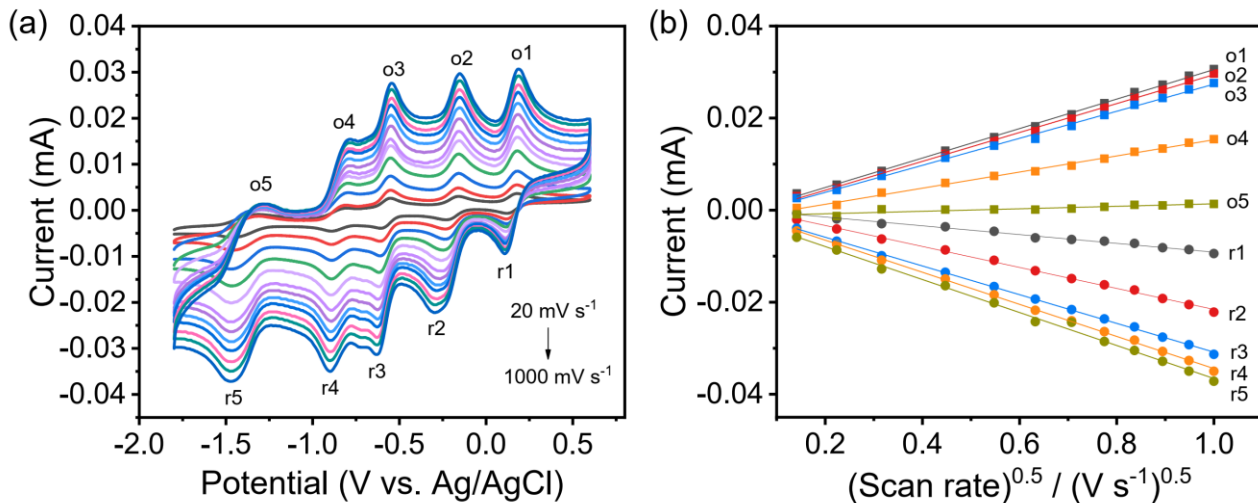 (a)
0.04
0.03
0.02
0.01
0.00
-0.01
-0.02
-0.03
-0.04
Current (mA)
o1
o2
o3
o4
o5
r1
r2
r3
r4
r5
20 mV s⁻¹
1000 mV s⁻¹
-2.0
-1.5
-1.0
-0.5
0.0
0.5
Potential (V vs. Ag/AgCl)
(b)
0.04
0.02
0.00
-0.02
-0.04
Current (mA)
o1
o2
o3
o4
o5
r1
r2
r3
r4
r5
0.2
0.4
0.6
0.8
1.0
(Scan rate)⁰·⁵ / (V s⁻¹)⁰·⁵